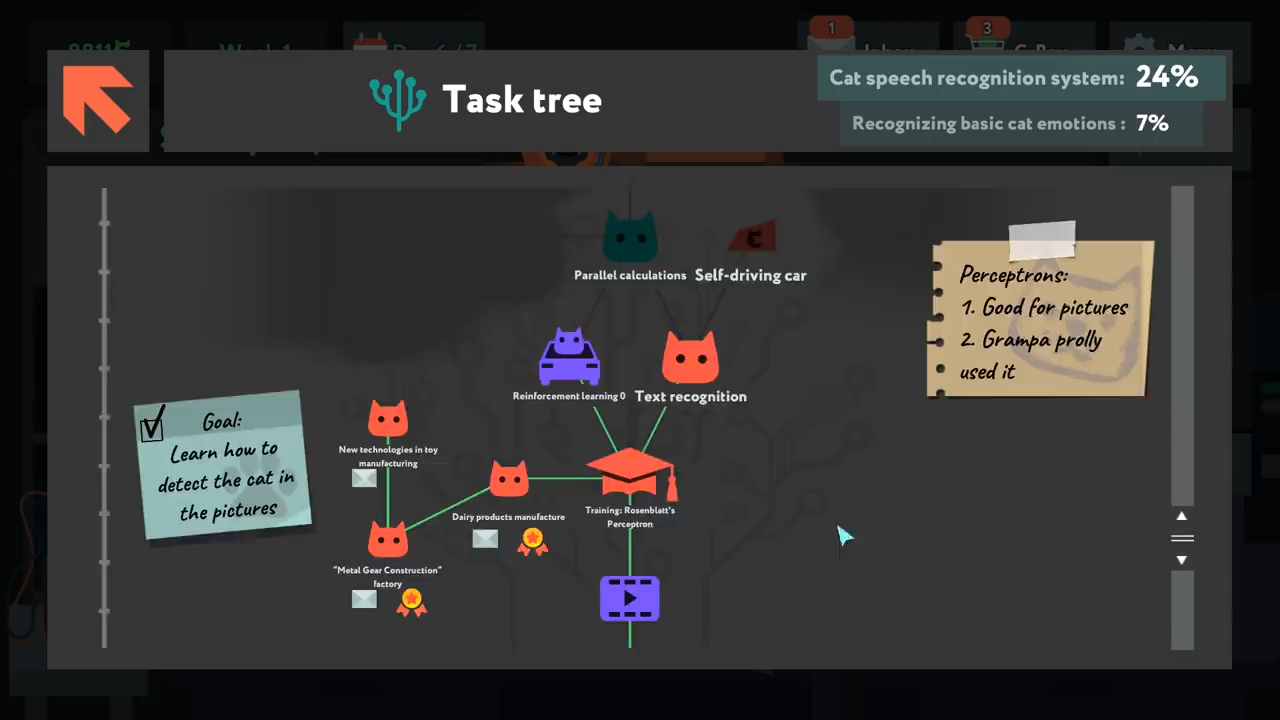 1
3
Task tree
Cat speech recognition system: 24%
Recognizing basic cat emotions : 7%
Parallel calculations
Self-driving car
Perceptrons:
1. Good for pictures
2. Grampa prolly
used it
Reinforcement learning 0
Text recognition
Goal:
Learn how to
detect the cat in
the pictures
New technologies in toy
manufacturing
Dairy products manufacture
Training: Rosenblatt's
Perceptron
"Metal Gear Construction"
factory